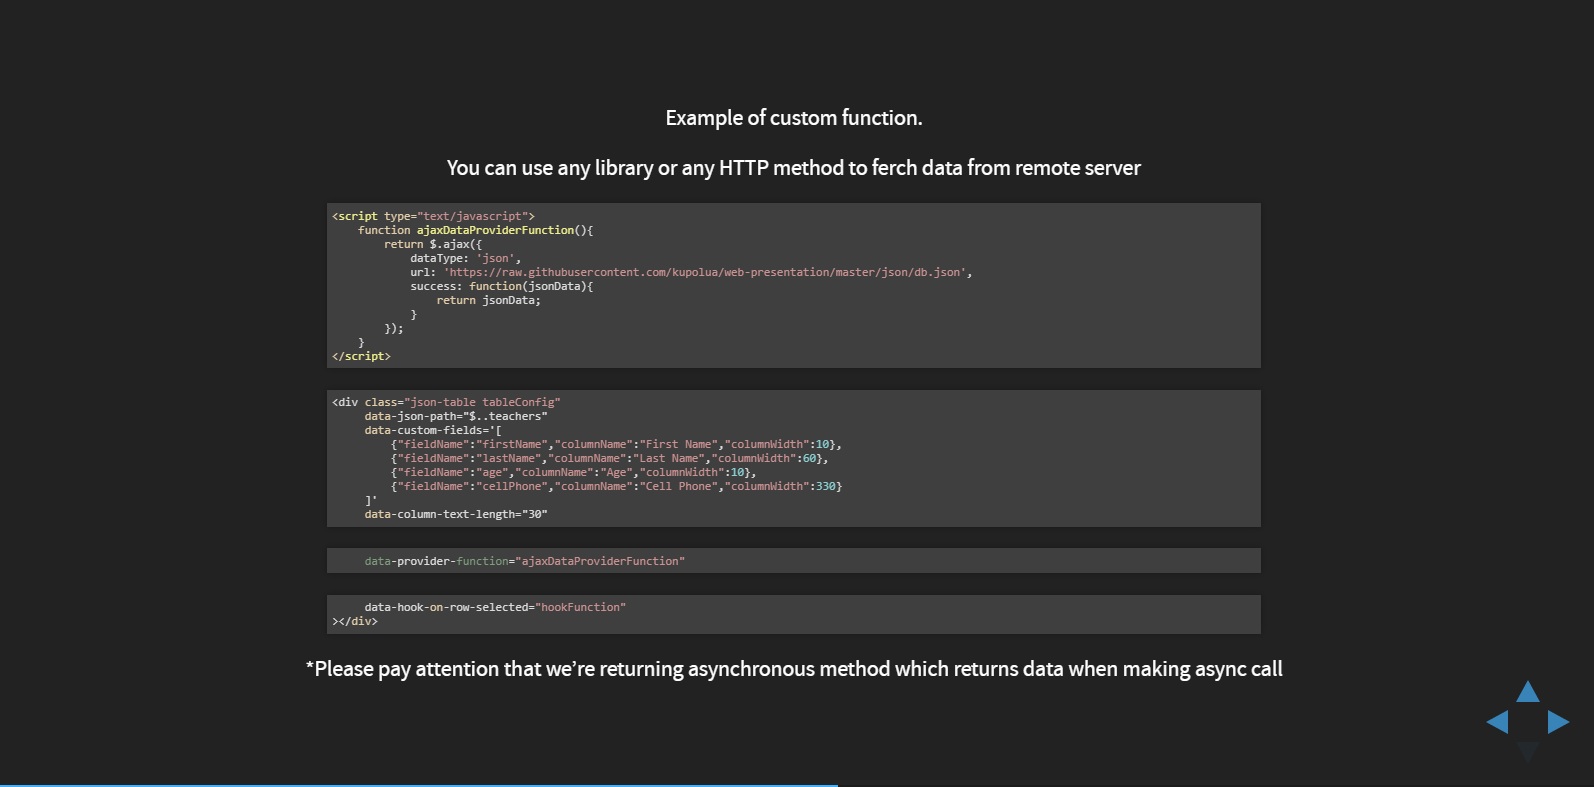 Example of custom function.
You can use any library or any HTTP method to ferch data from remote server
<script type="text/javascript">
    function ajaxDataProviderFunction(){
        return $.ajax({
            dataType: 'json',
            url: 'https://raw.githubusercontent.com/kupolua/web-presentation/master/json/db.json',
            success: function(jsonData){
                return jsonData;
            }
        });
    }
</script>
<div class="json-table tableConfig"
     data-json-path="$..teachers"
     data-custom-fields='[
         {"fieldName":"firstName","columnName":"First Name","columnWidth":10},
         {"fieldName":"lastName","columnName":"Last Name","columnWidth":60},
         {"fieldName":"age","columnName":"Age","columnWidth":10},
         {"fieldName":"cellPhone","columnName":"Cell Phone","columnWidth":330}
     ]'
     data-column-text-length="30"
     data-provider-function="ajaxDataProviderFunction"
     data-hook-on-row-selected="hookFunction"
></div>
*Please pay attention that we’re returning asynchronous method which returns data when making async call